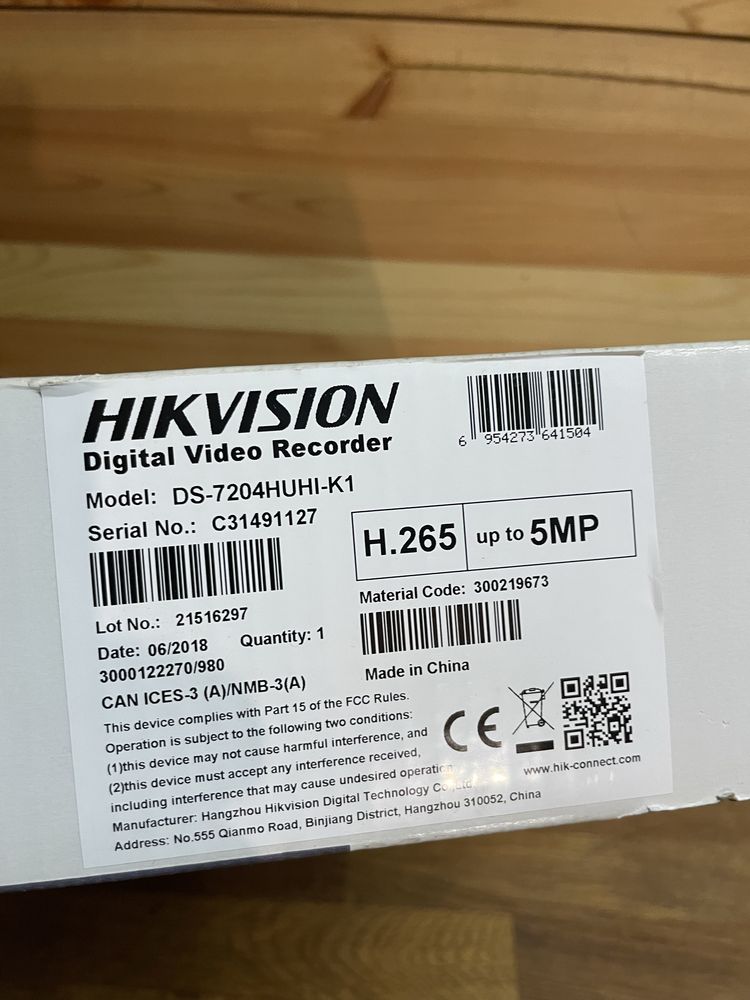 HIKVISION
Digital Video Recorder
6 954273 641504
Model: DS-7204HUHI-K1
Serial No.: C31491127
H.265 up to 5MP
Lot No.: 21516297
Date: 06/2018 Quantity: 1
3000122270/980
Material Code: 300219673
Made in China
CAN ICES-3 (A)/NMB-3(A)
This device complies with Part 15 of the FCC Rules.
Operation is subject to the following two conditions:
(1)this device may not cause harmful interference, and
(2)this device must accept any interference received,
including interference that may cause undesired operation
CE
www.hik-connect.com
Manufacturer: Hangzhou Hikvision Digital Technology Co.,Ltd.
Address: No.555 Qianmo Road, Binjiang District, Hangzhou 310052, China